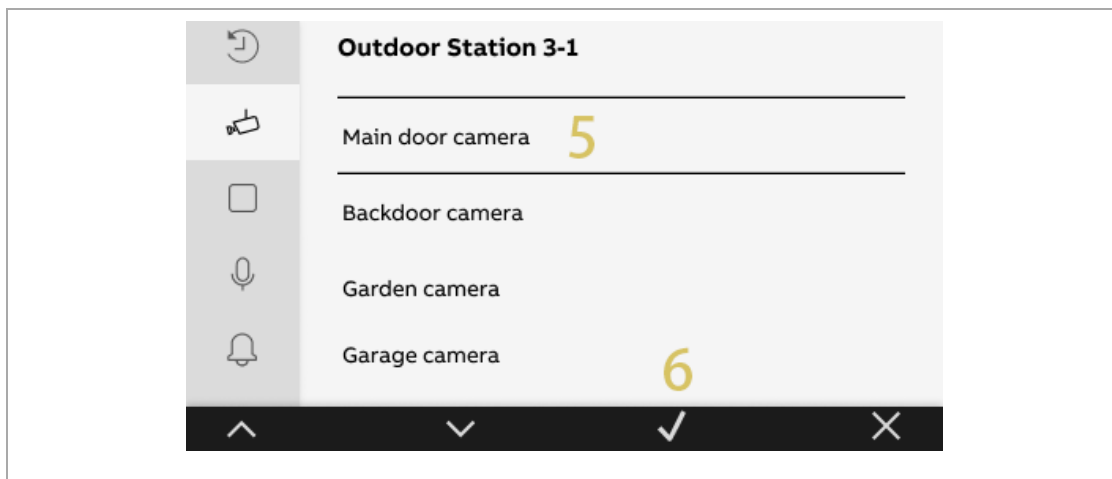 Outdoor Station 3-1
Main door camera 5
Backdoor camera
Garden camera
Garage camera
6